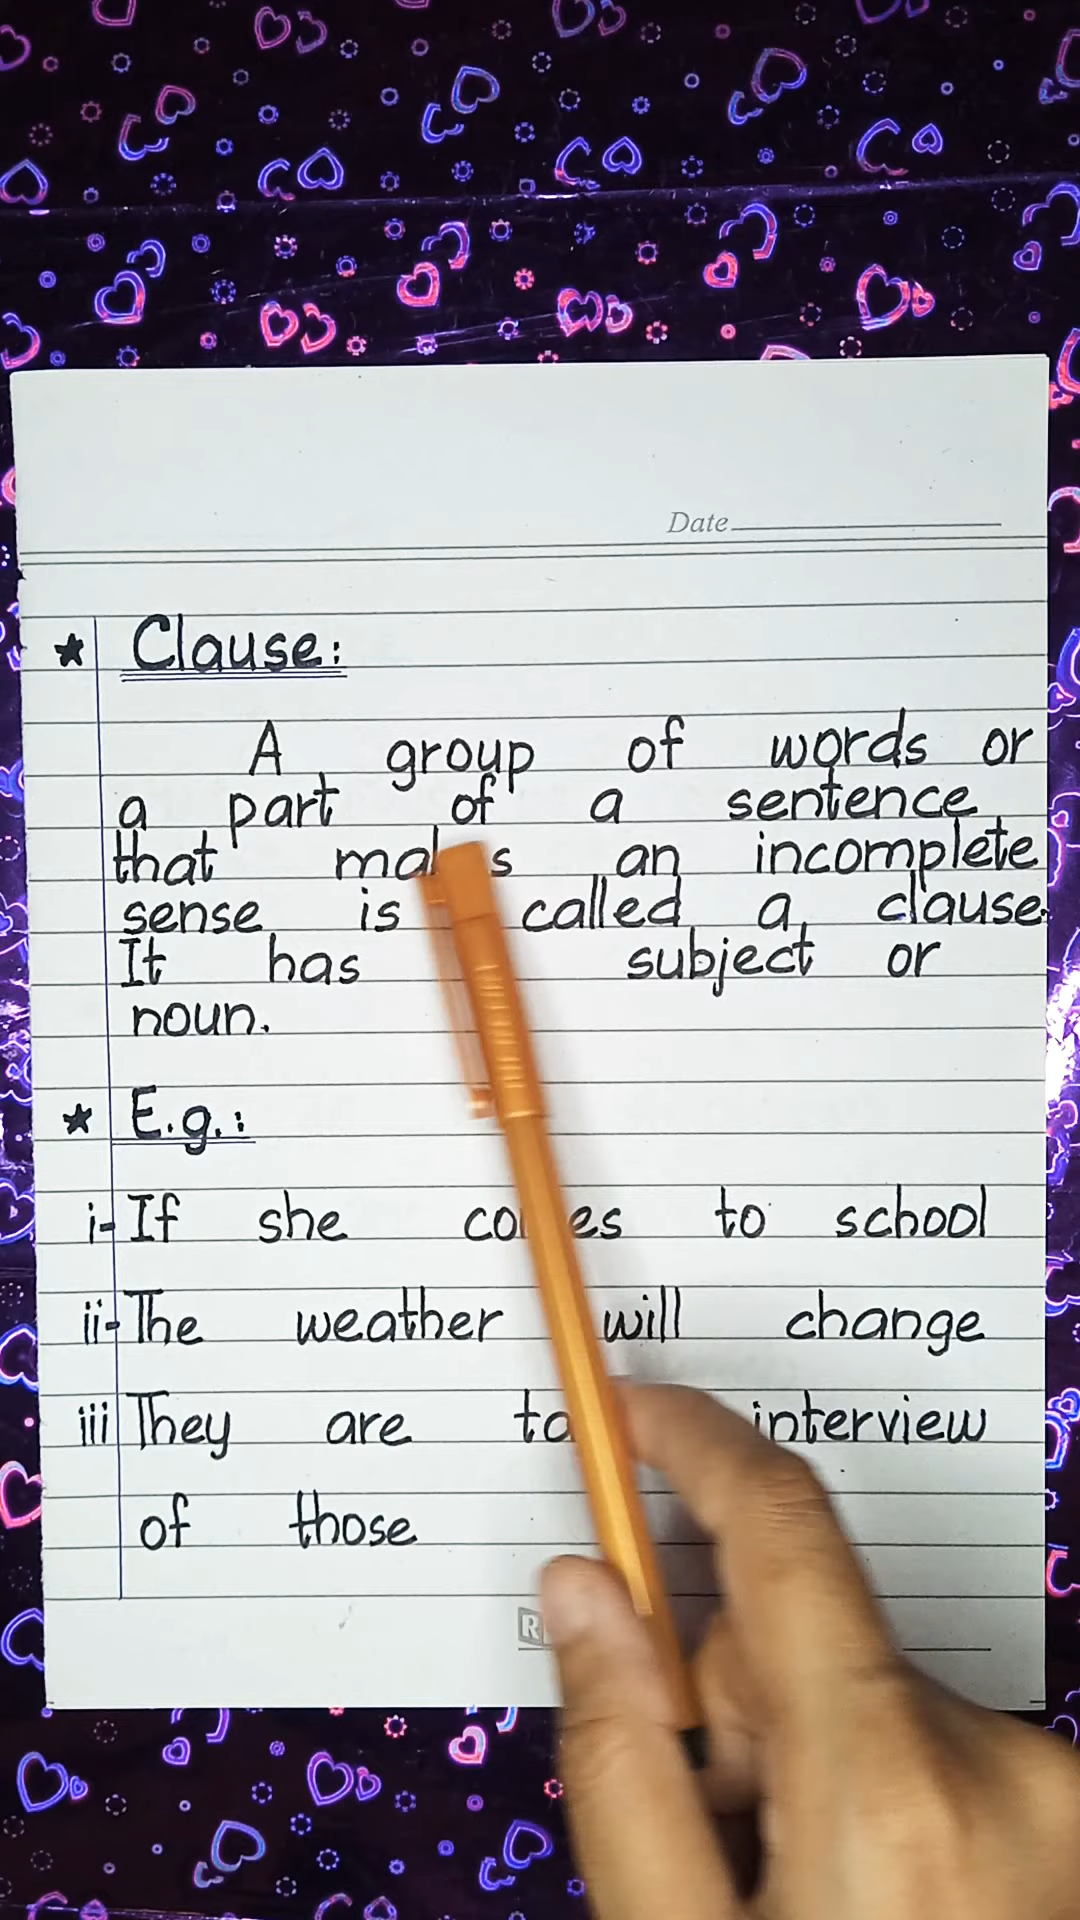 Date
Clause:
A group of words or
a part of a sentence
that an incomplete
sense is called a clause.
It has subject or
noun.
E.g.:
i- If she to school
ii- The weather will change
iii They are interview
of those